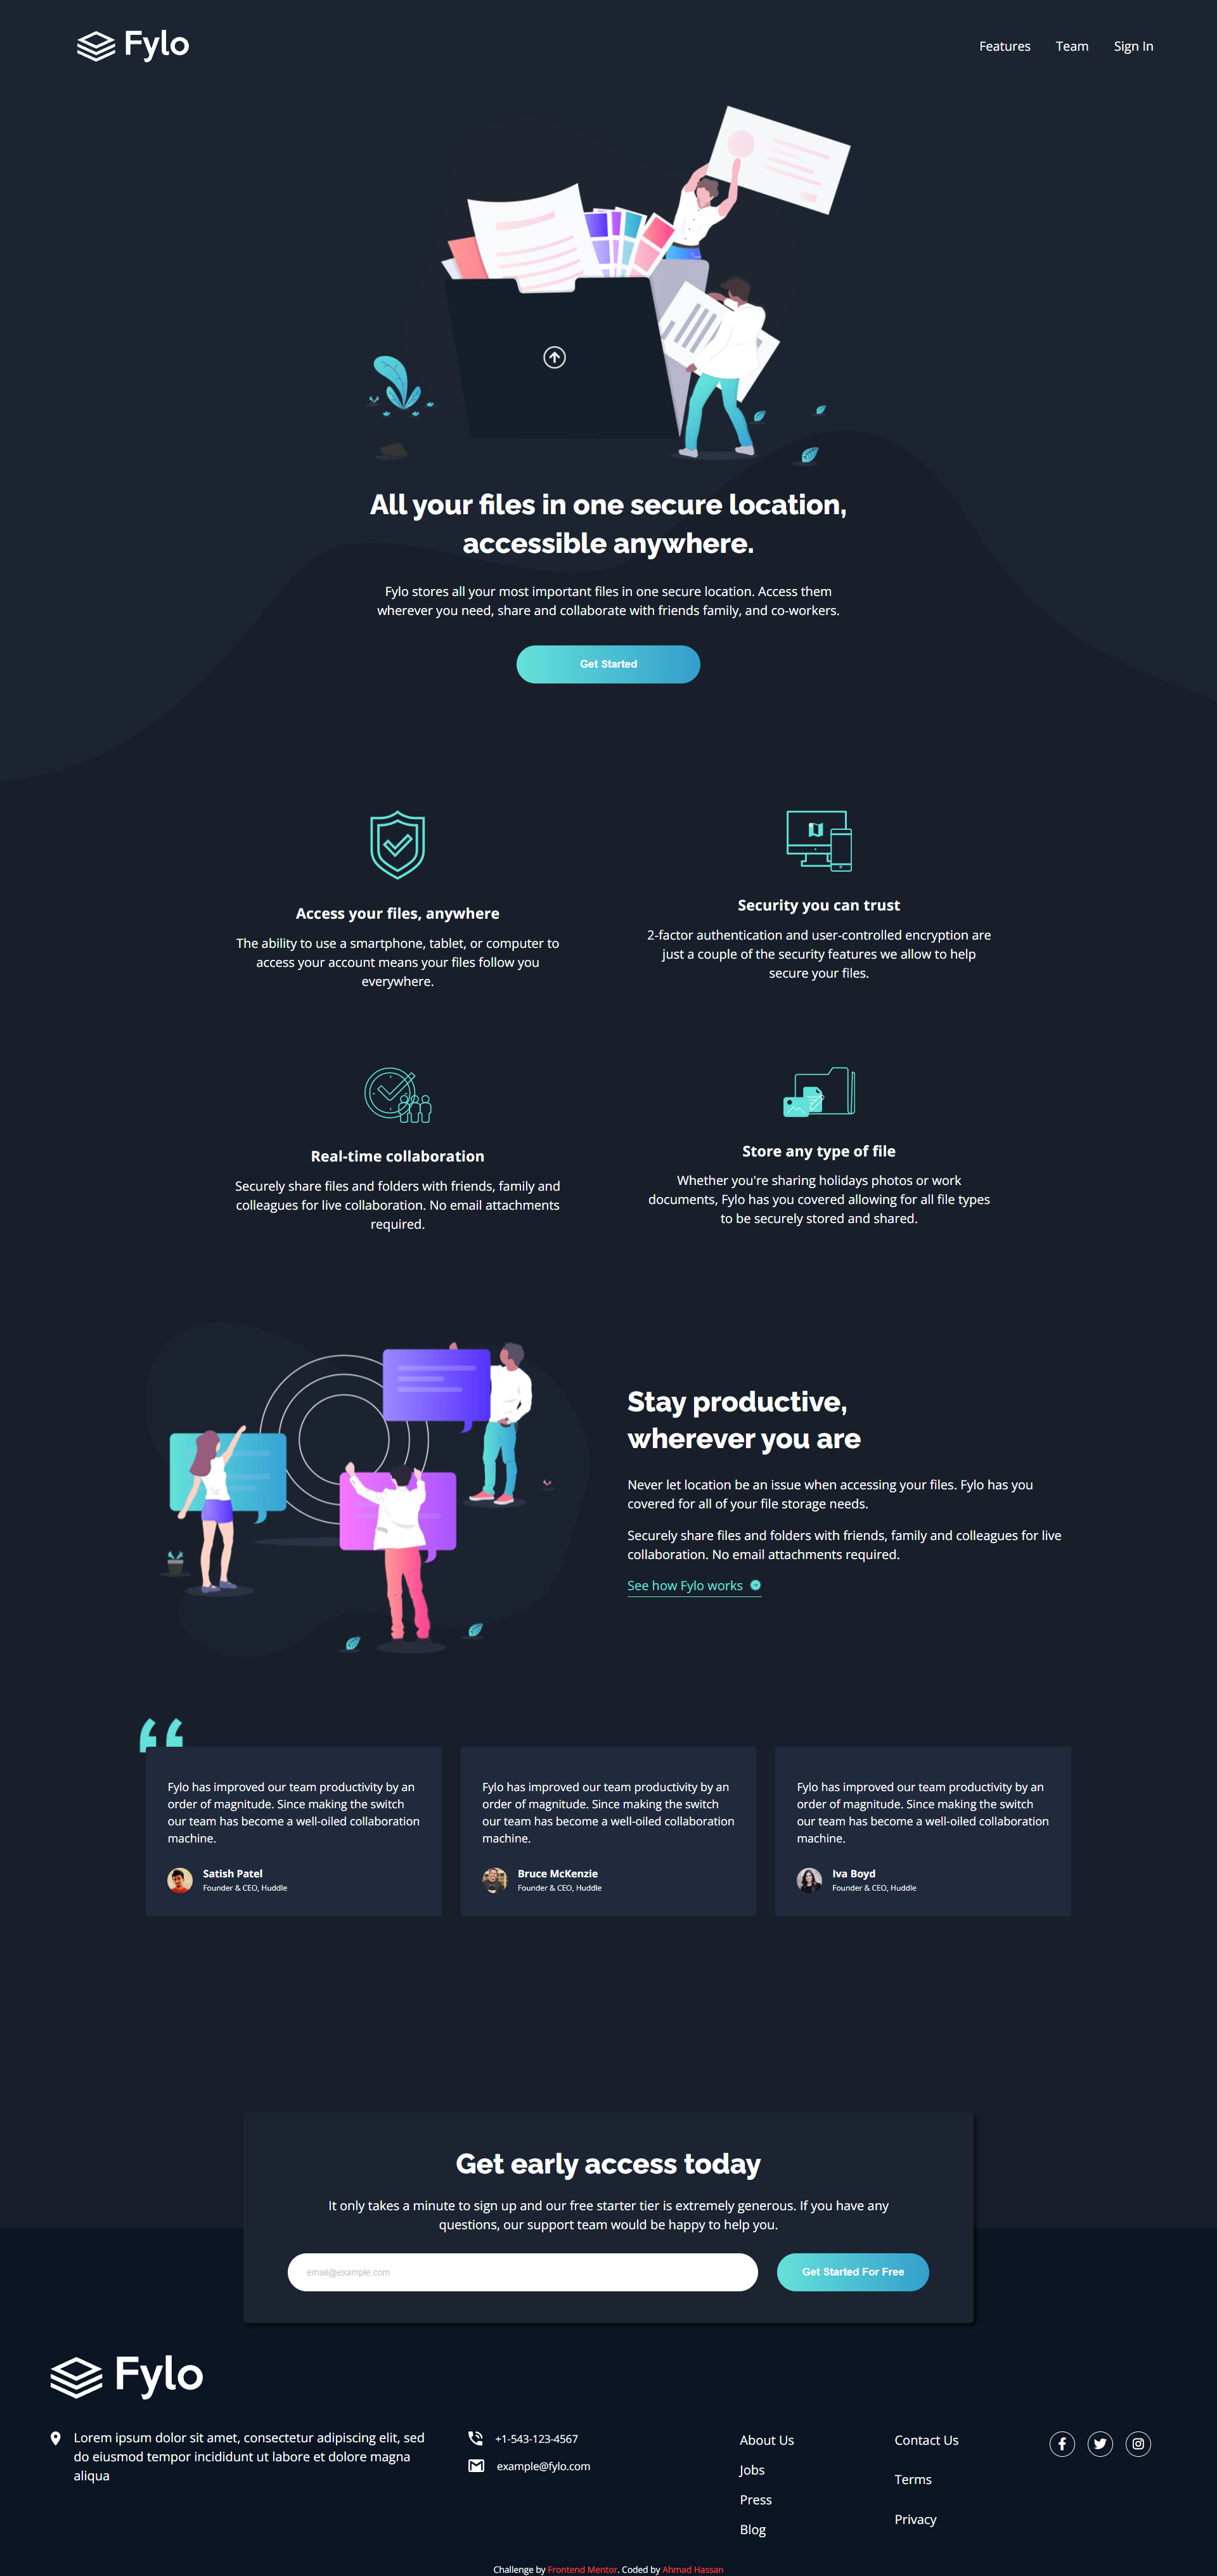 Fylo
Features
Team
Sign In
All your files in one secure location,
accessible anywhere.
Fylo stores all your most important files in one secure location. Access them
wherever you need, share and collaborate with friends family, and co-workers.
Get Started
Access your files, anywhere
The ability to use a smartphone, tablet, or computer to
access your account means your files follow you
everywhere.
Security you can trust
2-factor authentication and user-controlled encryption are
just a couple of the security features we allow to help
secure your files.
Real-time collaboration
Securely share files and folders with friends, family and
colleagues for live collaboration. No email attachments
required.
Store any type of file
Whether you're sharing holidays photos or work
documents, Fylo has you covered allowing for all file types
to be securely stored and shared.
Stay productive,
wherever you are
Never let location be an issue when accessing your files. Fylo has you
covered for all of your file storage needs.
Securely share files and folders with friends, family and colleagues for live
collaboration. No email attachments required.
See how Fylo works
Fylo has improved our team productivity by an
order of magnitude. Since making the switch
our team has become a well-oiled collaboration
machine.
Satish Patel
Founder & CEO, Huddle
Fylo has improved our team productivity by an
order of magnitude. Since making the switch
our team has become a well-oiled collaboration
machine.
Bruce McKenzie
Founder & CEO, Huddle
Fylo has improved our team productivity by an
order of magnitude. Since making the switch
our team has become a well-oiled collaboration
machine.
Iva Boyd
Founder & CEO, Huddle
Get early access today
It only takes a minute to sign up and our free starter tier is extremely generous. If you have any
questions, our support team would be happy to help you.
email@example.com
Get Started For Free
Fylo
Lorem ipsum dolor sit amet, consectetur adipiscing elit, sed
do eiusmod tempor incididunt ut labore et dolore magna
aliqua
+1-543-123-4567
example@fylo.com
About Us
Jobs
Press
Blog
Contact Us
Terms
Privacy
Challenge by Frontend Mentor. Coded by Ahmad Hassan